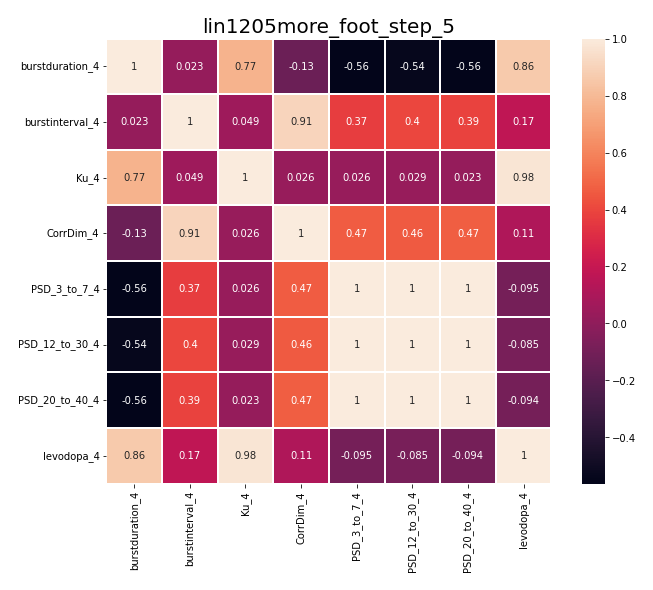 lin1205more_foot_step_5
burstduration_4 1 0.023 0.77 -0.13 -0.56 -0.54 -0.56 0.86
burstinterval_4 0.023 1 0.049 0.91 0.37 0.4 0.39 0.17
Ku_4 0.77 0.049 1 0.026 0.026 0.029 0.023 0.98
CorrDim_4 -0.13 0.91 0.026 1 0.47 0.46 0.47 0.11
PSD_3_to_7_4 -0.56 0.37 0.026 0.47 1 1 1 -0.095
PSD_12_to_30_4 -0.54 0.4 0.029 0.46 1 1 1 -0.085
PSD_20_to_40_4 -0.56 0.39 0.023 0.47 1 1 1 -0.094
levodopa_4 0.86 0.17 0.98 0.11 -0.095 -0.085 -0.094 1
burstduration_4
burstinterval_4
Ku_4
CorrDim_4
PSD_3_to_7_4
PSD_12_to_30_4
PSD_20_to_40_4
levodopa_4
1.0
0.8
0.6
0.4
0.2
0.0
−0.2
−0.4